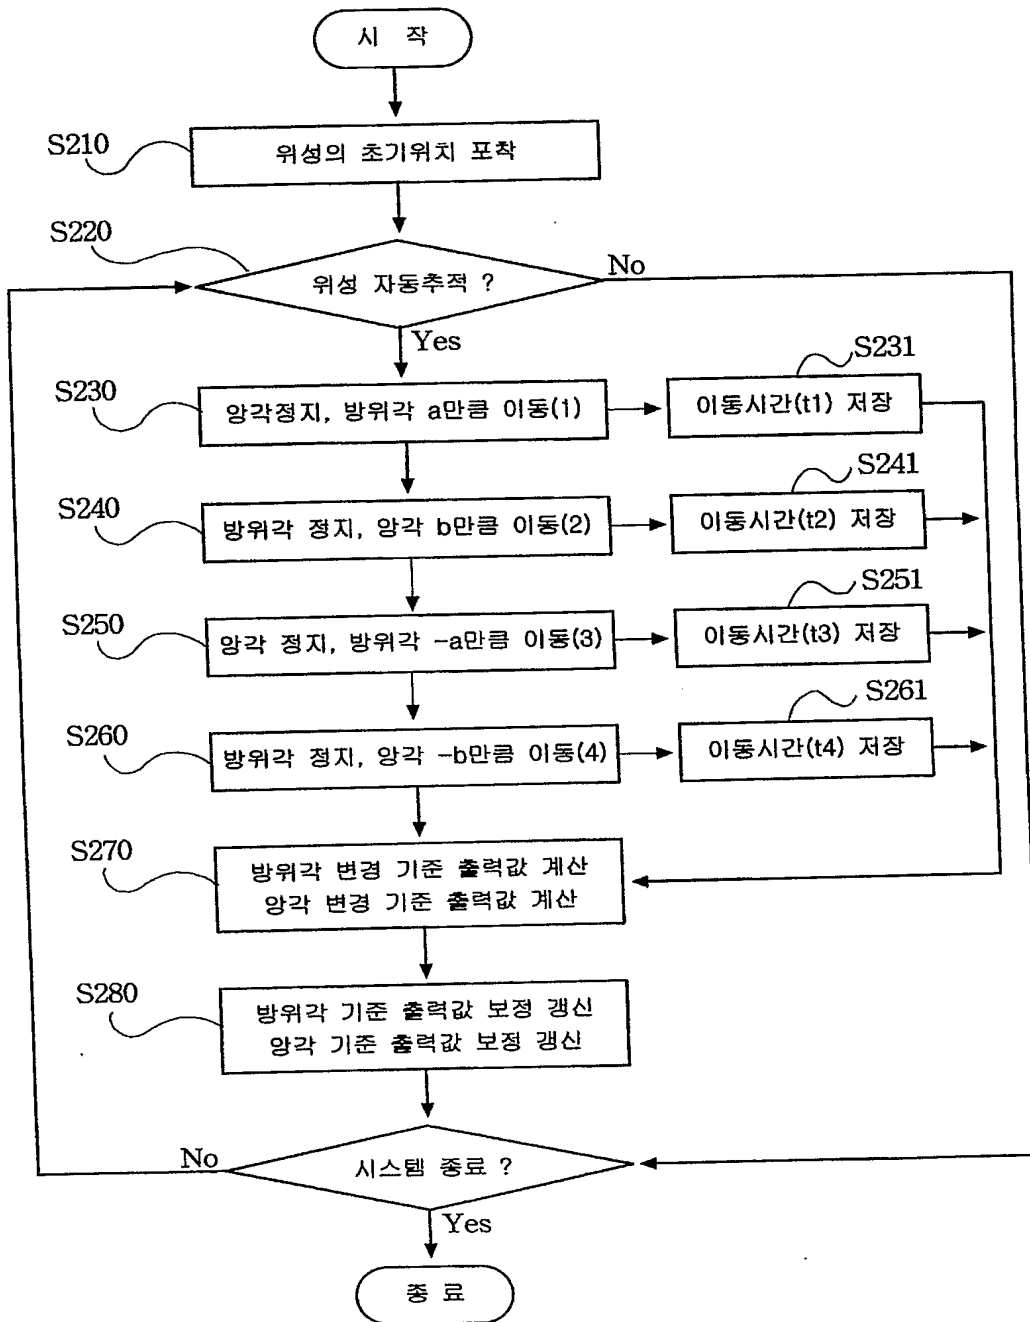 시 작
S210
위성의 초기위치 포착
S220
위성 자동추적 ?
No
Yes
S230
앙각정지, 방위각 a만큼 이동(1)
S231
이동시간(t1) 저장
S240
방위각 정지, 앙각 b만큼 이동(2)
S241
이동시간(t2) 저장
S250
앙각 정지, 방위각 -a만큼 이동(3)
S251
이동시간(t3) 저장
S260
방위각 정지, 앙각 -b만큼 이동(4)
S261
이동시간(t4) 저장
S270
방위각 변경 기준 출력값 계산
앙각 변경 기준 출력값 계산
S280
방위각 기준 출력값 보정 갱신
앙각 기준 출력값 보정 갱신
No
시스템 종료 ?
Yes
종 료